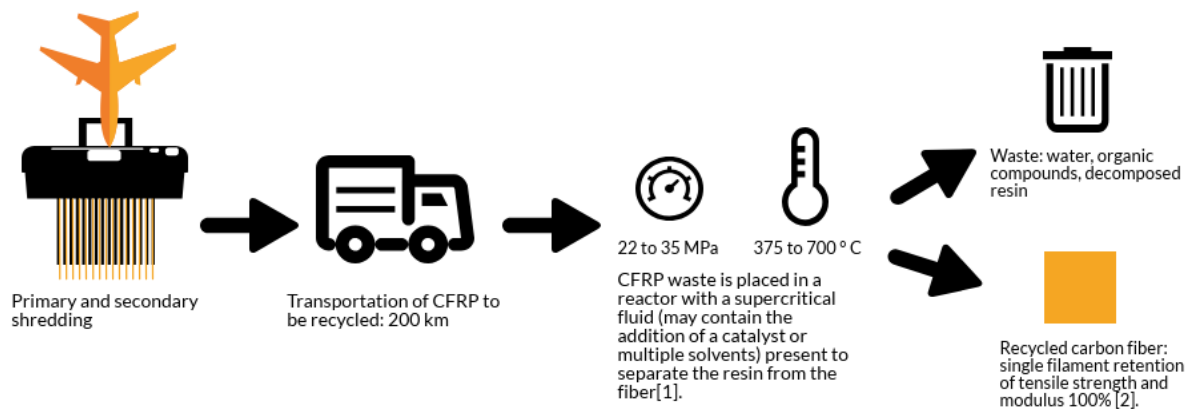 Primary and secondary
shredding
Transportation of CFRP to
be recycled: 200 km
22 to 35 MPa
375 to 700 º C
CFRP waste is placed in a
reactor with a supercritical
fluid (may contain the
addition of a catalyst or
multiple solvents) present to
separate the resin from the
fiber[1].
Waste: water, organic
compounds, decomposed
resin
Recycled carbon fiber:
single filament retention
of tensile strength and
modulus 100% [2].